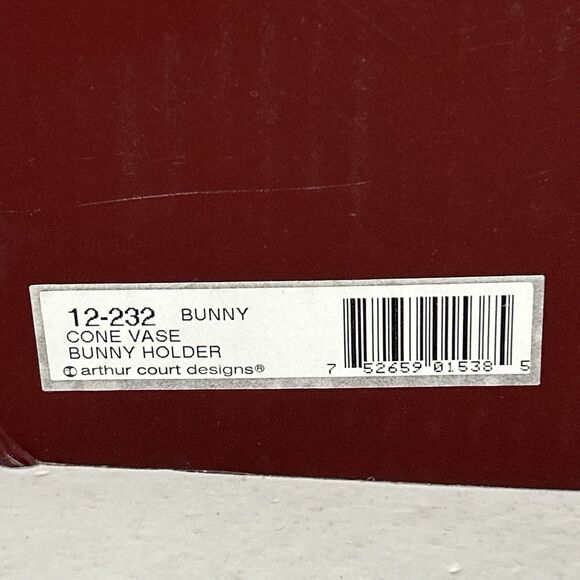 12-232 BUNNY
CONE VASE
BUNNY HOLDER
arthur court designs®
7 52659 01538 5